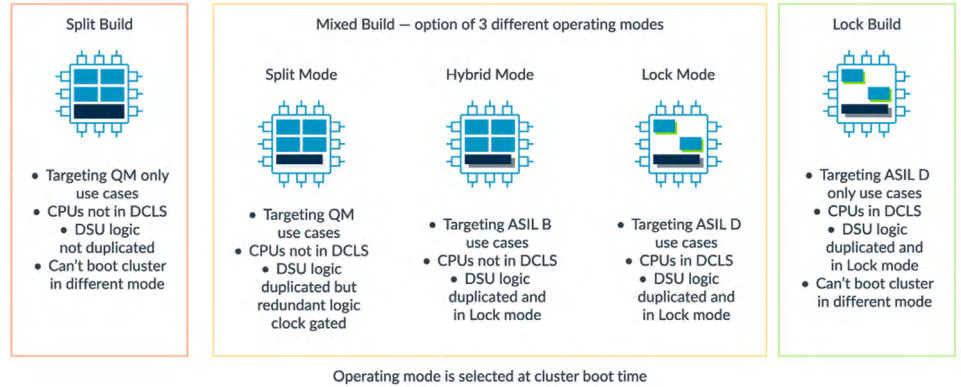 Split Build
• Targeting QM only
use cases
• CPUs not in DCLS
• DSU logic
not duplicated
• Can't boot cluster
in different mode
Mixed Build — option of 3 different operating modes
Split Mode
• Targeting QM
use cases
• CPUs not in DCLS
• DSU logic
duplicated but
redundant logic
clock gated
Hybrid Mode
• Targeting ASIL B
use cases
• CPUs not in DCLS
• DSU logic
duplicated and
in Lock mode
Lock Mode
• Targeting ASIL D
use cases
• CPUs in DCLS
• DSU logic
duplicated and
in Lock mode
Lock Build
• Targeting ASIL D
only use cases
• CPUs in DCLS
• DSU logic
duplicated and
in Lock mode
• Can't boot cluster
in different mode
Operating mode is selected at cluster boot time